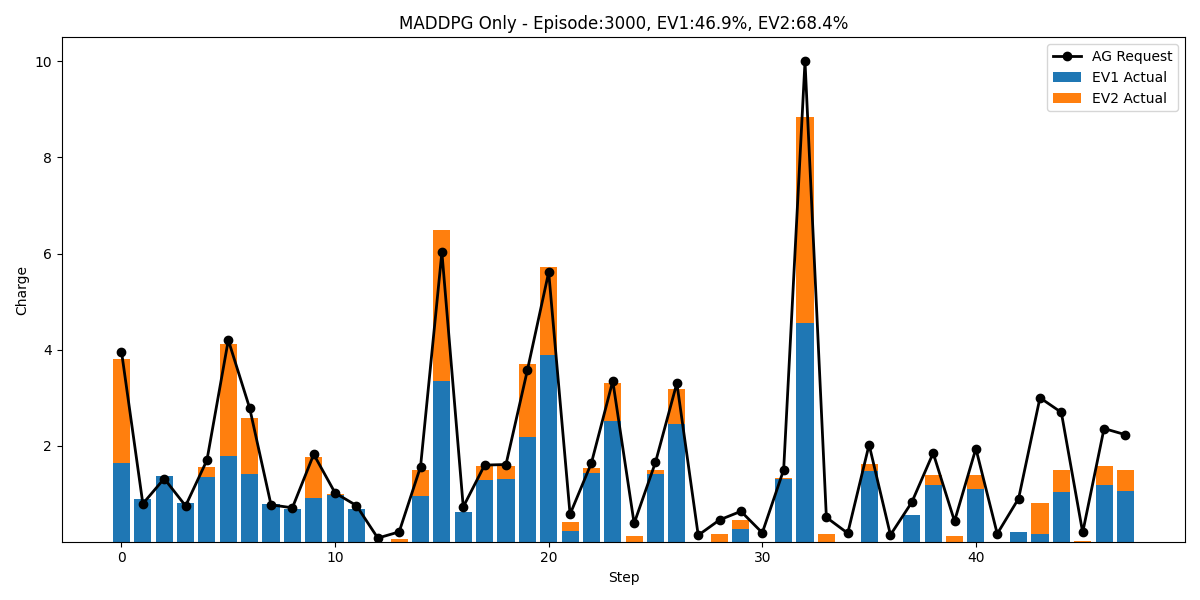 MADDPG Only - Episode:3000, EV1:46.9%, EV2:68.4%
AG Request
EV1 Actual
EV2 Actual
Charge
10
8
6
4
2
0 10 20 30 40
Step